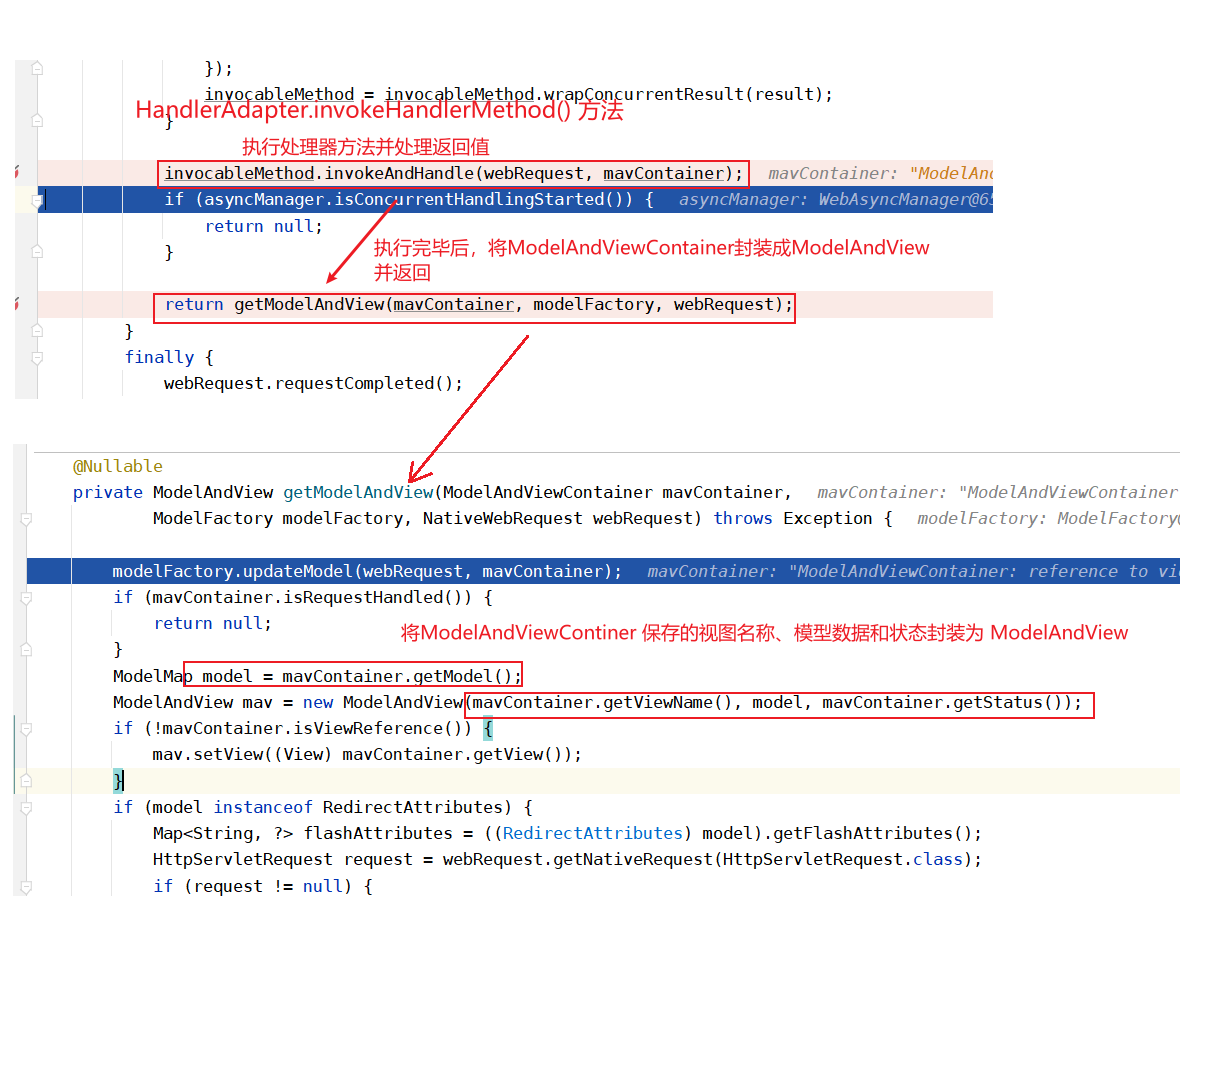 });
invocableMethod = invocableMethod.wrapConcurrentResult(result);
HandlerAdapter.invokeHandlerMethod() 方法
}
执行处理器方法并处理返回值
invocableMethod.invokeAndHandle(webRequest, mavContainer); mavContainer: "ModelAnd
if (asyncManager.isConcurrentHandlingStarted()) { asyncManager: WebAsyncManager@65
return null;
执行完毕后，将ModelAndViewContainer封装成ModelAndView
}
并返回
return getModelAndView(mavContainer, modelFactory, webRequest);
}
finally {
webRequest.requestCompleted();
@Nullable
private ModelAndView getModelAndView(ModelAndViewContainer mavContainer, mavContainer: "ModelAndViewContainer
ModelFactory modelFactory, NativeWebRequest webRequest) throws Exception { modelFactory: ModelFactory@
modelFactory.updateModel(webRequest, mavContainer); mavContainer: "ModelAndViewContainer: reference to vi
if (mavContainer.isRequestHandled()) {
return null;
将ModelAndViewContiner 保存的视图名称、模型数据和状态封装为 ModelAndView
}
ModelMap model = mavContainer.getModel();
ModelAndView mav = new ModelAndView(mavContainer.getViewName(), model, mavContainer.getStatus());
if (!mavContainer.isViewReference()) {
mav.setView((View) mavContainer.getView());
}
if (model instanceof RedirectAttributes) {
Map<String, ?> flashAttributes = ((RedirectAttributes) model).getFlashAttributes();
HttpServletRequest request = webRequest.getNativeRequest(HttpServletRequest.class);
if (request != null) {